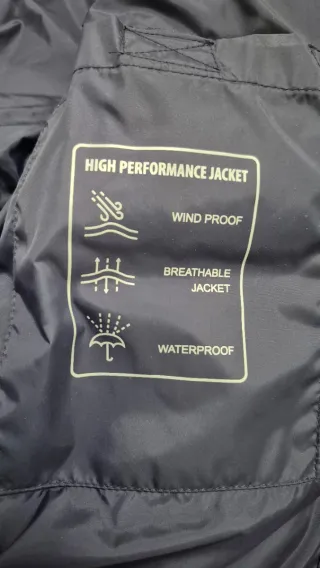 HIGH PERFORMANCE JACKET
WIND PROOF
BREATHABLE
JACKET
WATERPROOF